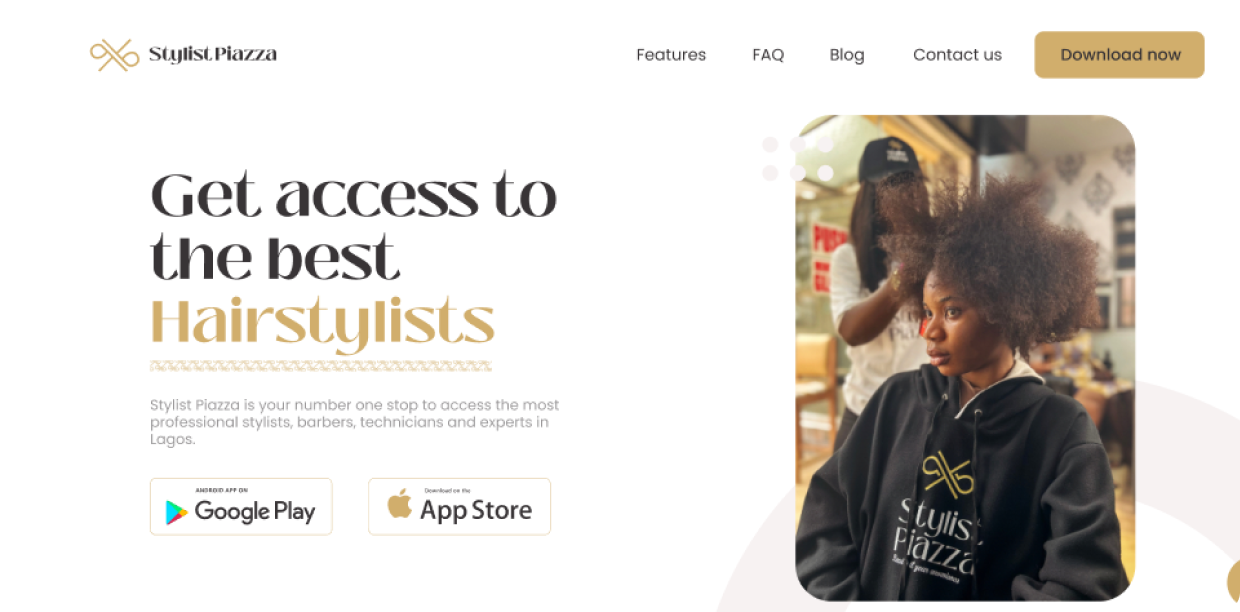 Stylist Piazza
Features
FAQ
Blog
Contact us
Download now
Get access to
the best
Hairstylists
Stylist Piazza is your number one stop to access the most
professional stylists, barbers, technicians and experts in
Lagos.
ANDROID APP ON
Google Play
Download on the
App Store
PUSH
Stylist
Piazza